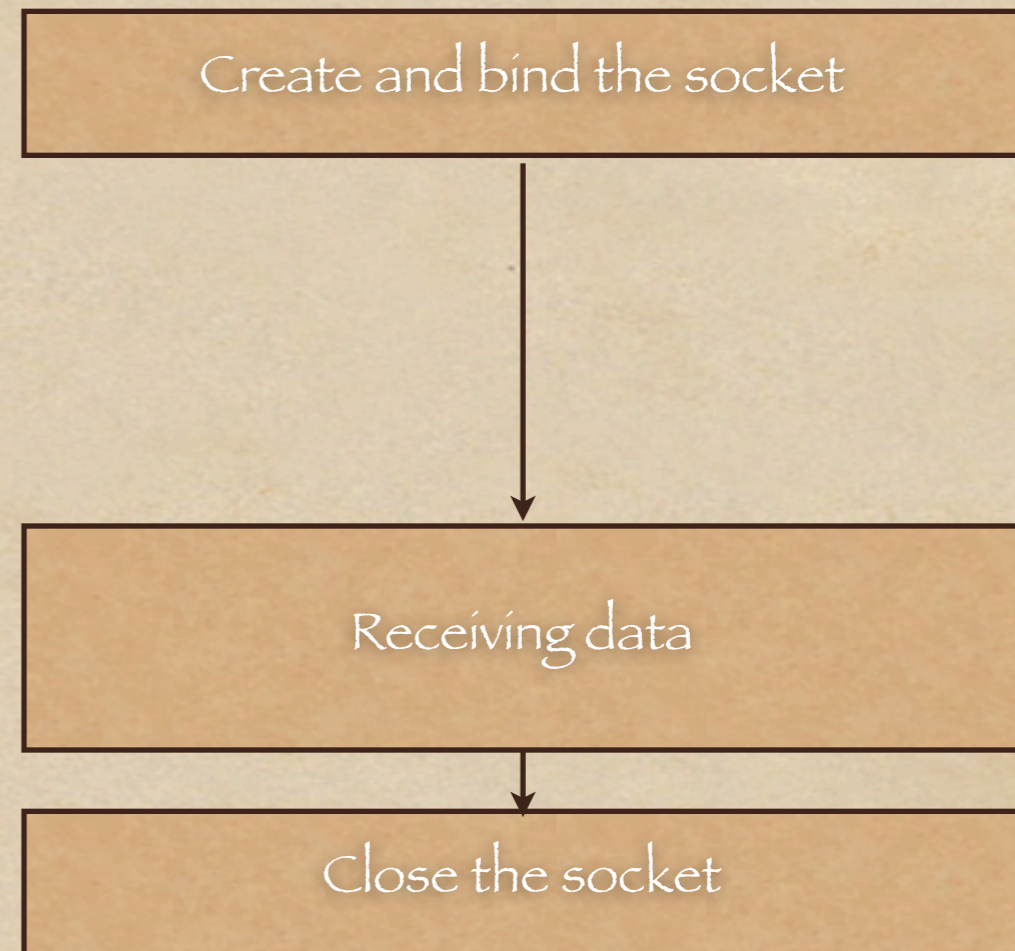 Create and bind the socket
Receiving data
Close the socket